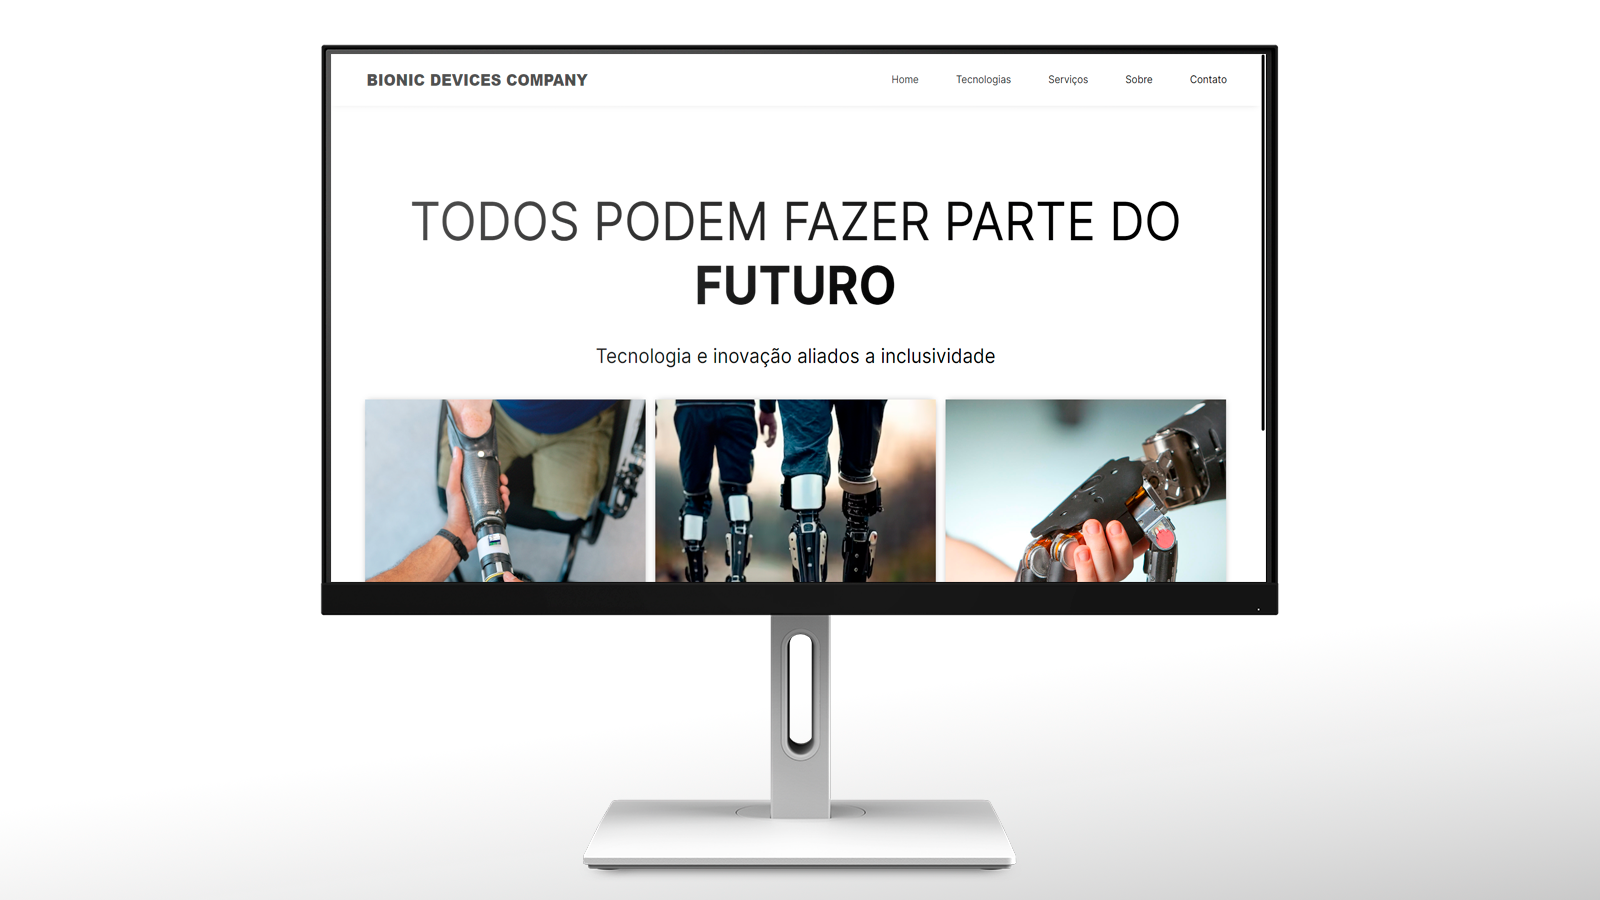 BIONIC DEVICES COMPANY
Home Tecnologias Serviços Sobre Contato
TODOS PODEM FAZER PARTE DO
FUTURO
Tecnologia e inovação aliados a inclusividade